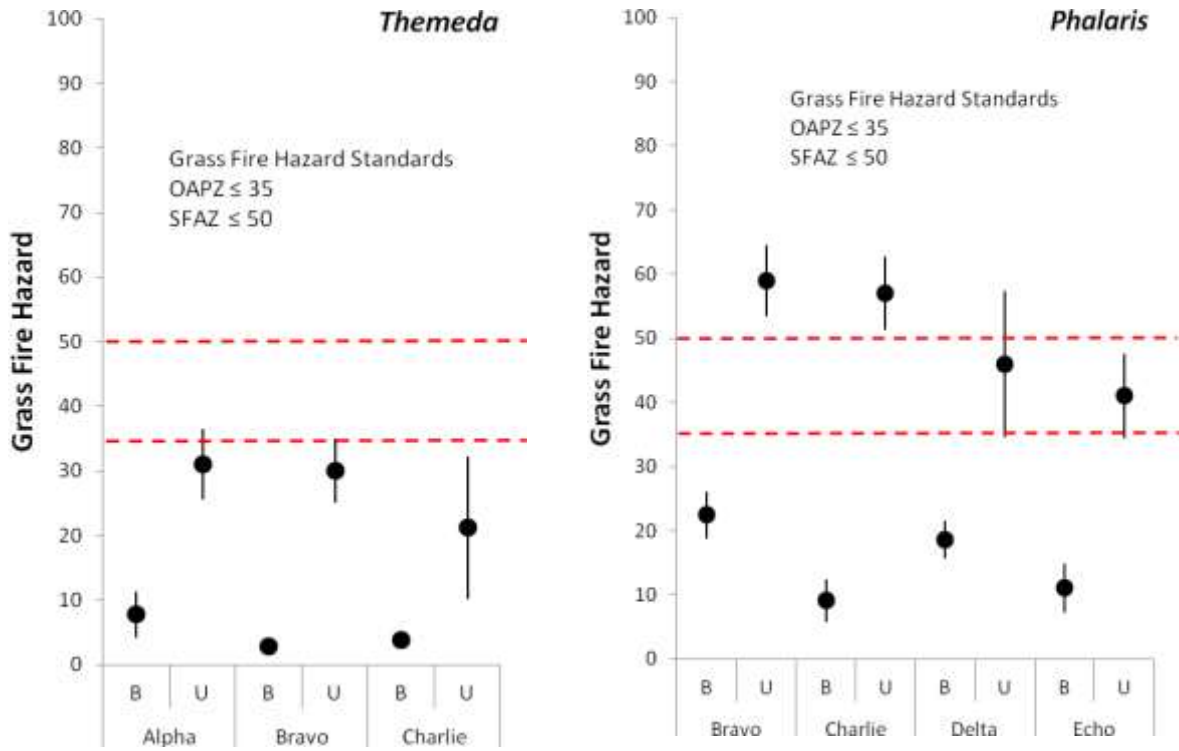 Themeda
Grass Fire Hazard Standards
OAPZ ≤ 35
SFAZ ≤ 50
Grass Fire Hazard
100
90
80
70
60
50
40
30
20
10
0
B U B U B U
Alpha Bravo Charlie
Phalaris
Grass Fire Hazard Standards
OAPZ ≤ 35
SFAZ ≤ 50
Grass Fire Hazard
100
90
80
70
60
50
40
30
20
10
0
B U B U B U B U
Bravo Charlie Delta Echo